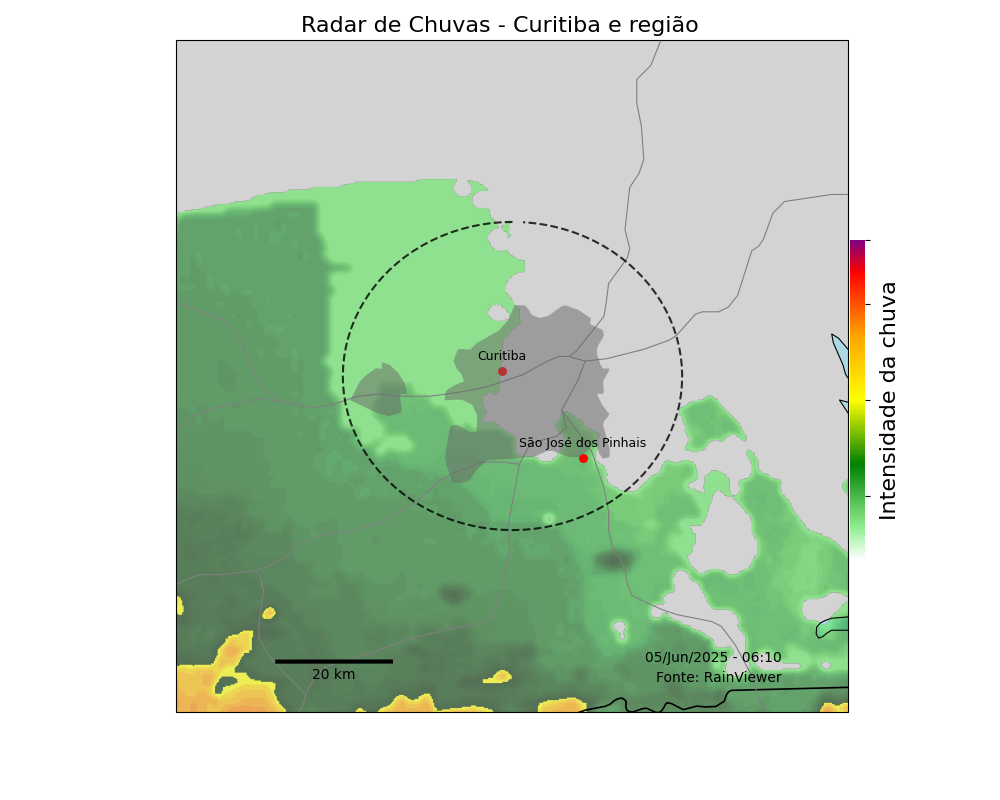 Radar de Chuvas - Curitiba e região
Curitiba
São José dos Pinhais
Intensidade da chuva
05/Jun/2025 - 06:10
20 km
Fonte: RainViewer